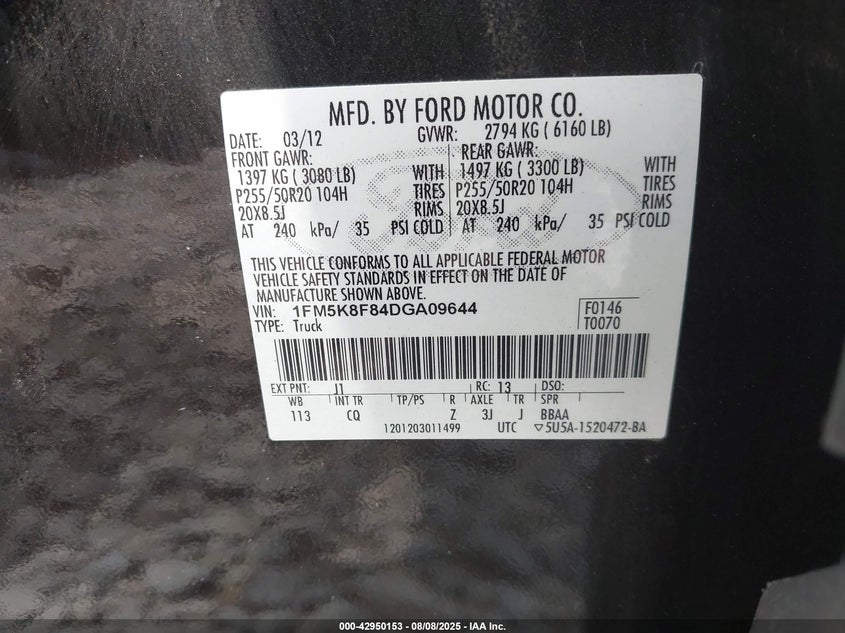 MFD. BY FORD MOTOR CO.
DATE: 03/12 GVWR: 2794 KG ( 6160 LB)
FRONT GAWR: REAR GAWR:
1397 KG ( 3080 LB) WITH 1497 KG ( 3300 LB) WITH
P255/50R20 104H TIRES P255/50R20 104H TIRES
20X8.5J RIMS 20X8.5J RIMS
AT 240 kPa/ 35 PSI COLD AT 240 kPa/ 35 PSI COLD
THIS VEHICLE CONFORMS TO ALL APPLICABLE FEDERAL MOTOR
VEHICLE SAFETY STANDARDS IN EFFECT ON THE DATE OF
MANUFACTURE SHOWN ABOVE.
VIN: 1FM5K8F84DGA09644 F0146
TYPE: Truck T0070
EXT PNT: J1 RC: 13 DSO:
WB INT TR TP/PS R AXLE TR SPR
113 CQ Z 3J J BBAA
1201203011499 UTC ▽5U5A-1520472-BA
000-42950153 - 08/08/2025 - IAA Inc.